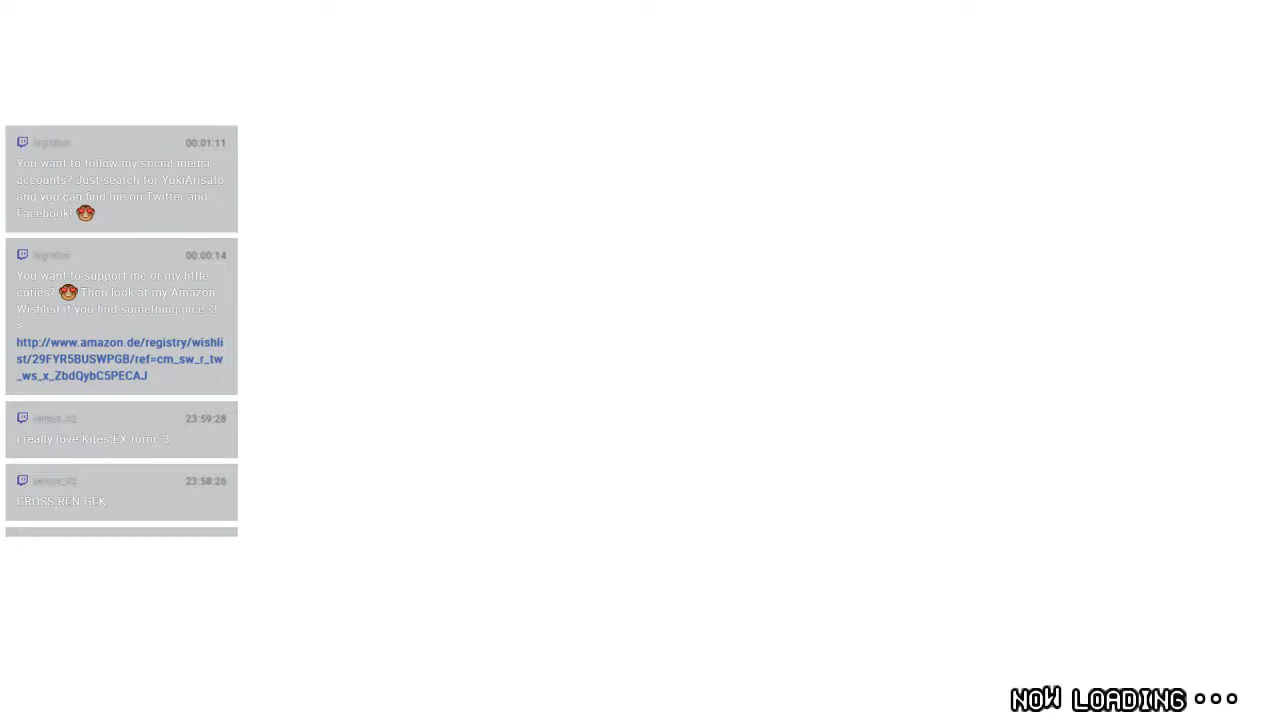 00:01:11
You want to follow my social media
accounts? Just search for YukiArisato
and you can find me on Twitter and
Facebook!
00:00:14
You want to support me or my little
cuties? Then look at my Amazon
Wishlist if you find something nice :3
>
http://www.amazon.de/registry/wishli
st/29FYR5BUSWPGB/ref=cm_sw_r_tw
_ws_x_ZbdQybC5PECAJ
23:59:28
i really love Kites EX form :3
23:58:26
CROSS REN GEK
NOW LOADING •••